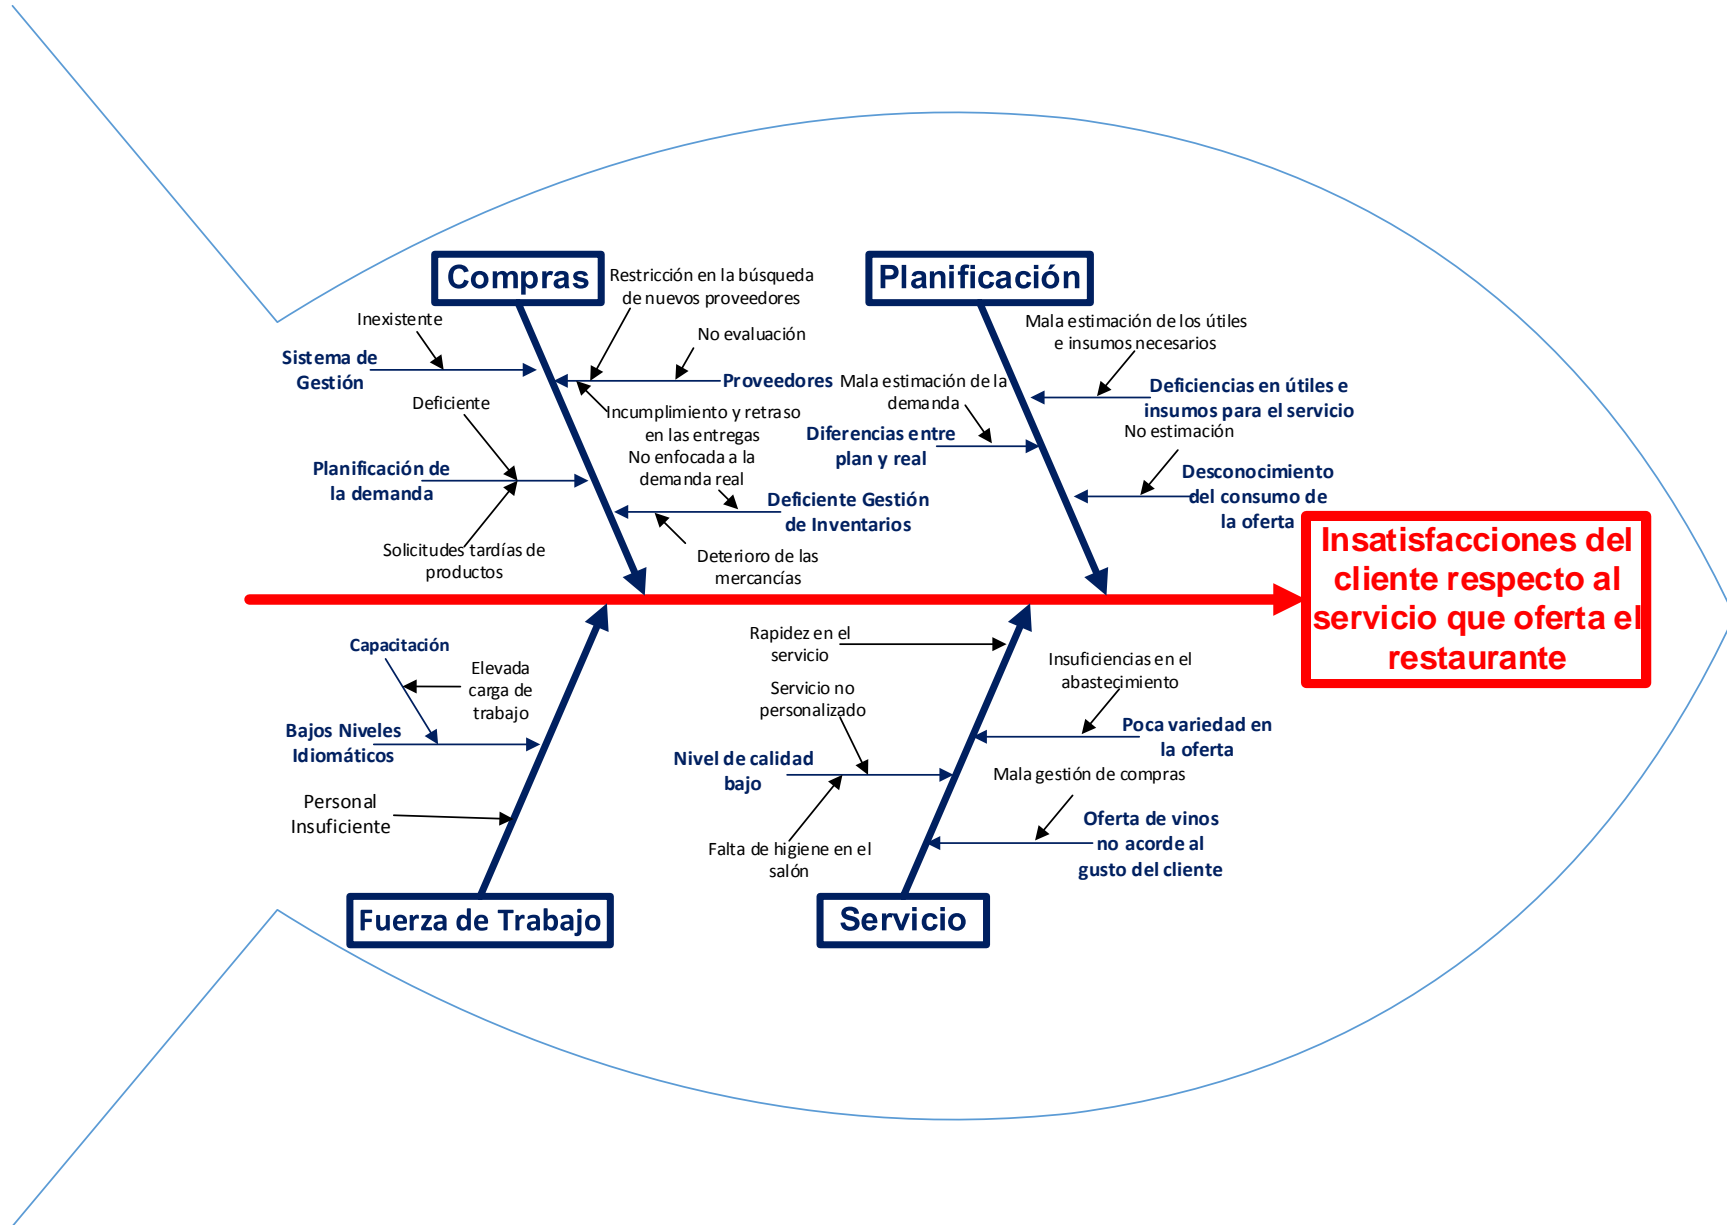 Compras
Planificación
Restricción en la búsqueda
de nuevos proveedores
Inexistente
No evaluación
Sistema de
Gestión
Proveedores
Deficiente
Incumplimiento y retraso
en las entregas
Planificación de
la demanda
No enfocada a la
demanda real
Deficiente Gestión
de Inventarios
Solicitudes tardías de
productos
Deterioro de las
mercancías
Mala estimación de los útiles
e insumos necesarios
Mala estimación de la
demanda
Deficiencias en útiles e
insumos para el servicio
Diferencias entre
plan y real
No estimación
Desconocimiento
del consumo de
la oferta
Insatisfacciones del
cliente respecto al
servicio que oferta el
restaurante
Capacitación
Elevada
carga de
trabajo
Bajos Niveles
Idiomáticos
Personal
Insuficiente
Fuerza de Trabajo
Rapidez en el
servicio
Insuficiencias en el
abastecimiento
Servicio no
personalizado
Poca variedad en
la oferta
Nivel de calidad
bajo
Mala gestión de compras
Falta de higiene en el
salón
Oferta de vinos
no acorde al
gusto del cliente
Servicio